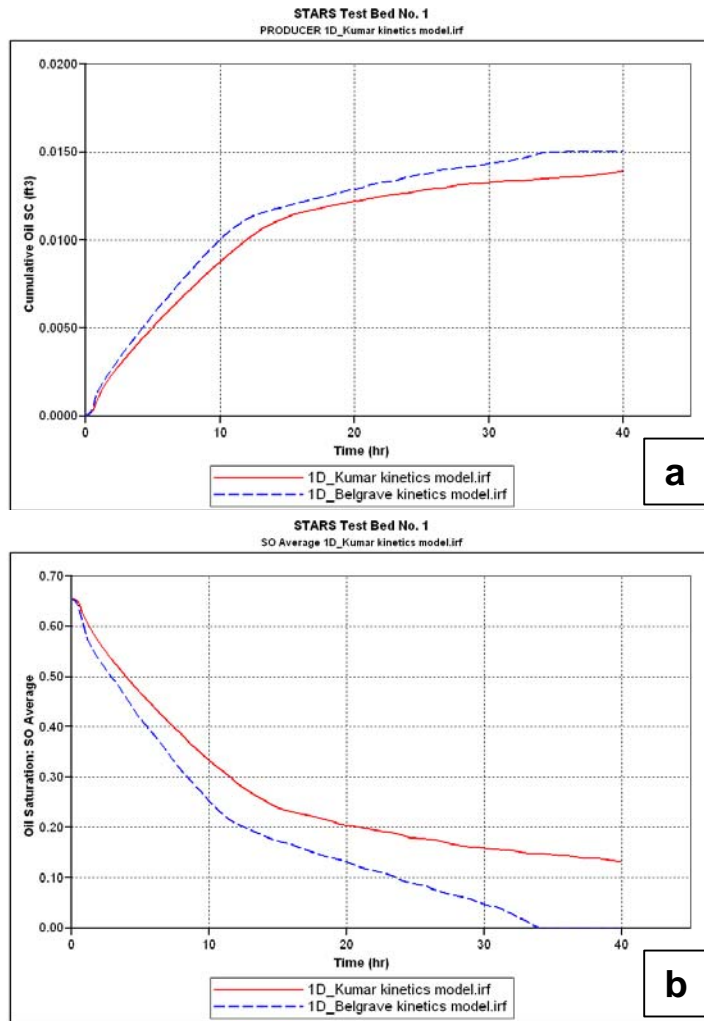 STARS Test Bed No. 1
PRODUCER 1D_Kumar kinetics model.irf
Cumulative Oil SC (ft3)
0.0200
0.0150
0.0100
0.0050
0.0000
0 10 20 30 40
Time (hr)
1D_Kumar kinetics model.irf
1D_Belgrave kinetics model.irf
a
STARS Test Bed No. 1
SO Average 1D_Kumar kinetics model.irf
Oil Saturation: SO Average
0.70
0.60
0.50
0.40
0.30
0.20
0.10
0.00
0 10 20 30 40
Time (hr)
1D_Kumar kinetics model.irf
1D_Belgrave kinetics model.irf
b